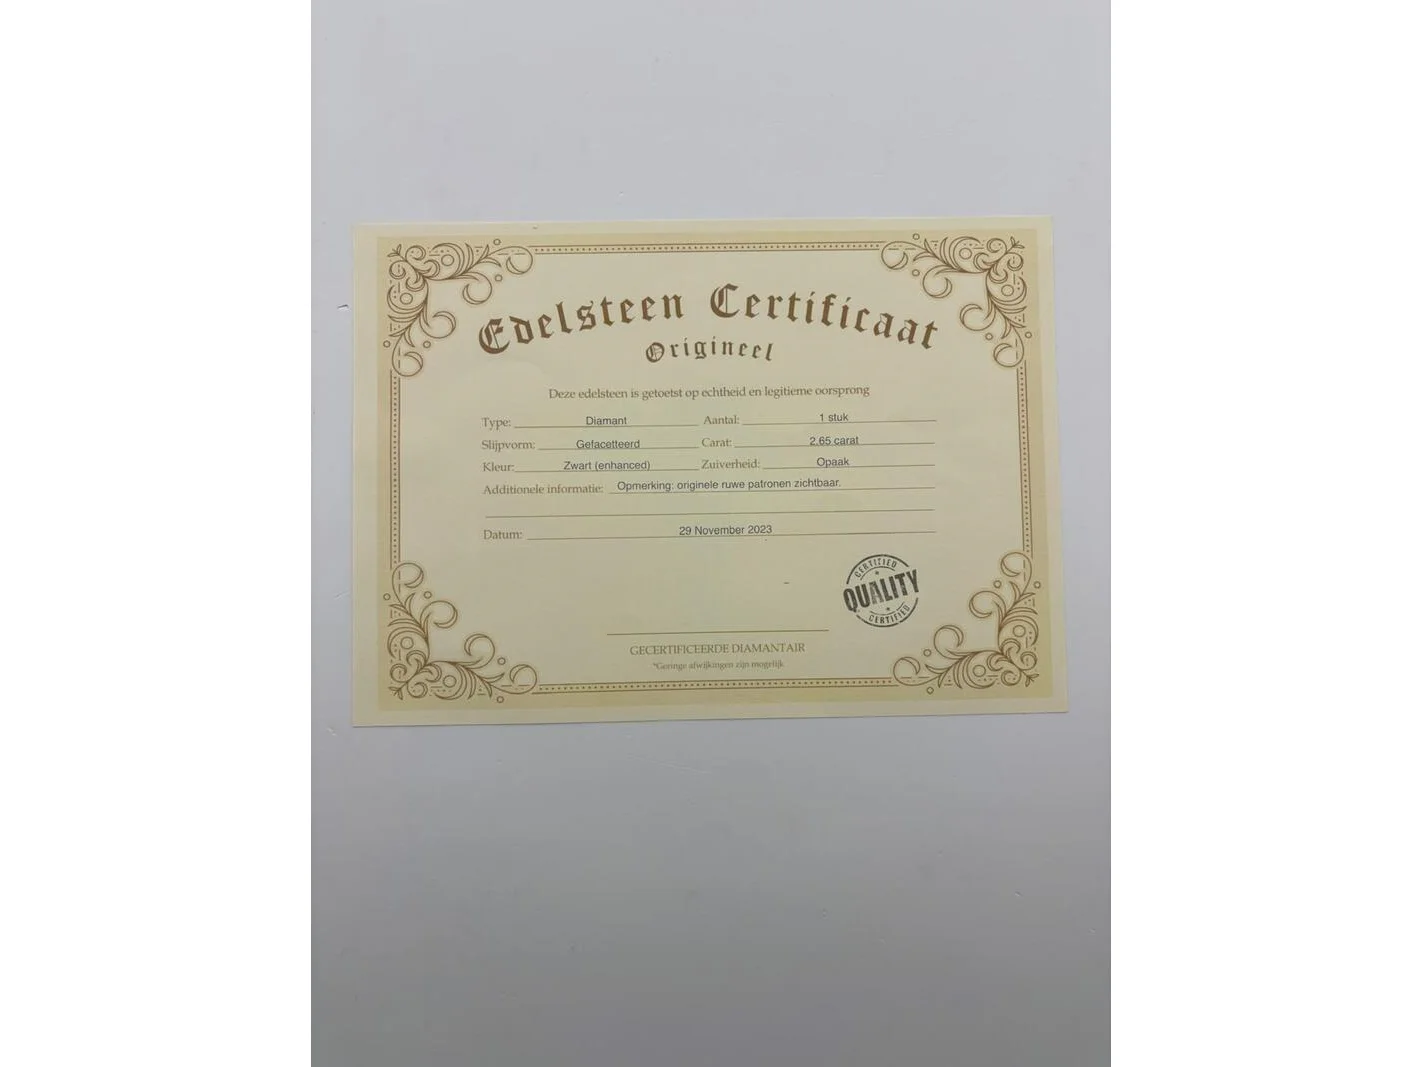 Edelsteen Certificaat
Origineel
Deze edelsteen is getoetst op echtheid en legitieme oorsprong
Type: Diamant Aantal: 1 stuk
Slijpvorm: Gefacetteerd Carat: 2.65 carat
Kleur: Zwart (enhanced) Zuiverheid: Opaak
Additionele informatie: Opmerking: originele ruwe patronen zichtbaar.
Datum: 29 November 2023
CERTIFIED
QUALITY
CERTIFIED
GECERTIFICEERDE DIAMANTAIR
*Geringe afwijkingen zijn mogelijk